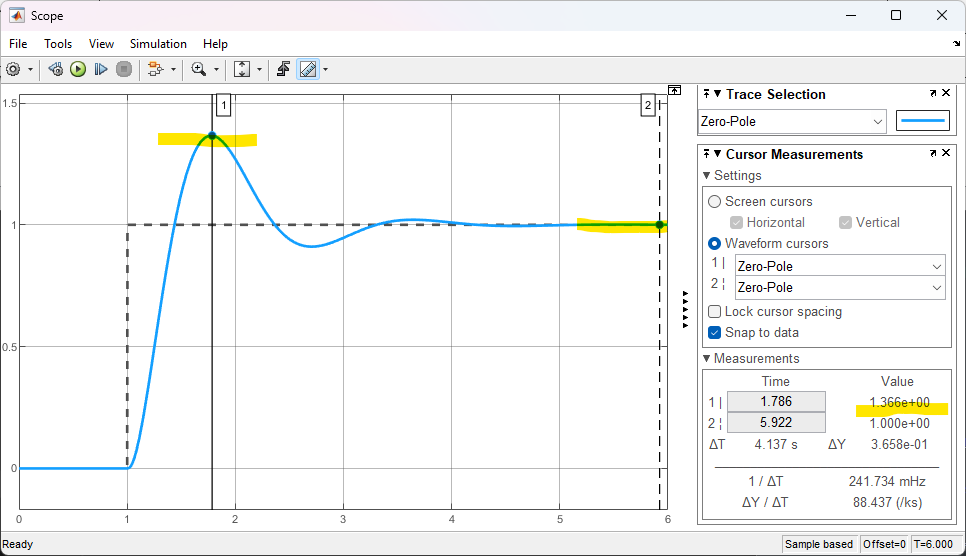 Scope
File Tools View Simulation Help
1 2
1.5
1
0.5
0
0 1 2 3 4 5 6
Trace Selection
Zero-Pole
Cursor Measurements
Settings
Screen cursors
Horizontal Vertical
Waveform cursors
1 | Zero-Pole
2 ¦ Zero-Pole
Lock cursor spacing
Snap to data
Measurements
Time Value
1 | 1.786 1.366e+00
2 ¦ 5.922 1.000e+00
ΔT 4.137 s ΔY 3.658e-01
1 / ΔT 241.734 mHz
ΔY / ΔT 88.437 (/ks)
Ready Sample based Offset=0 T=6.000